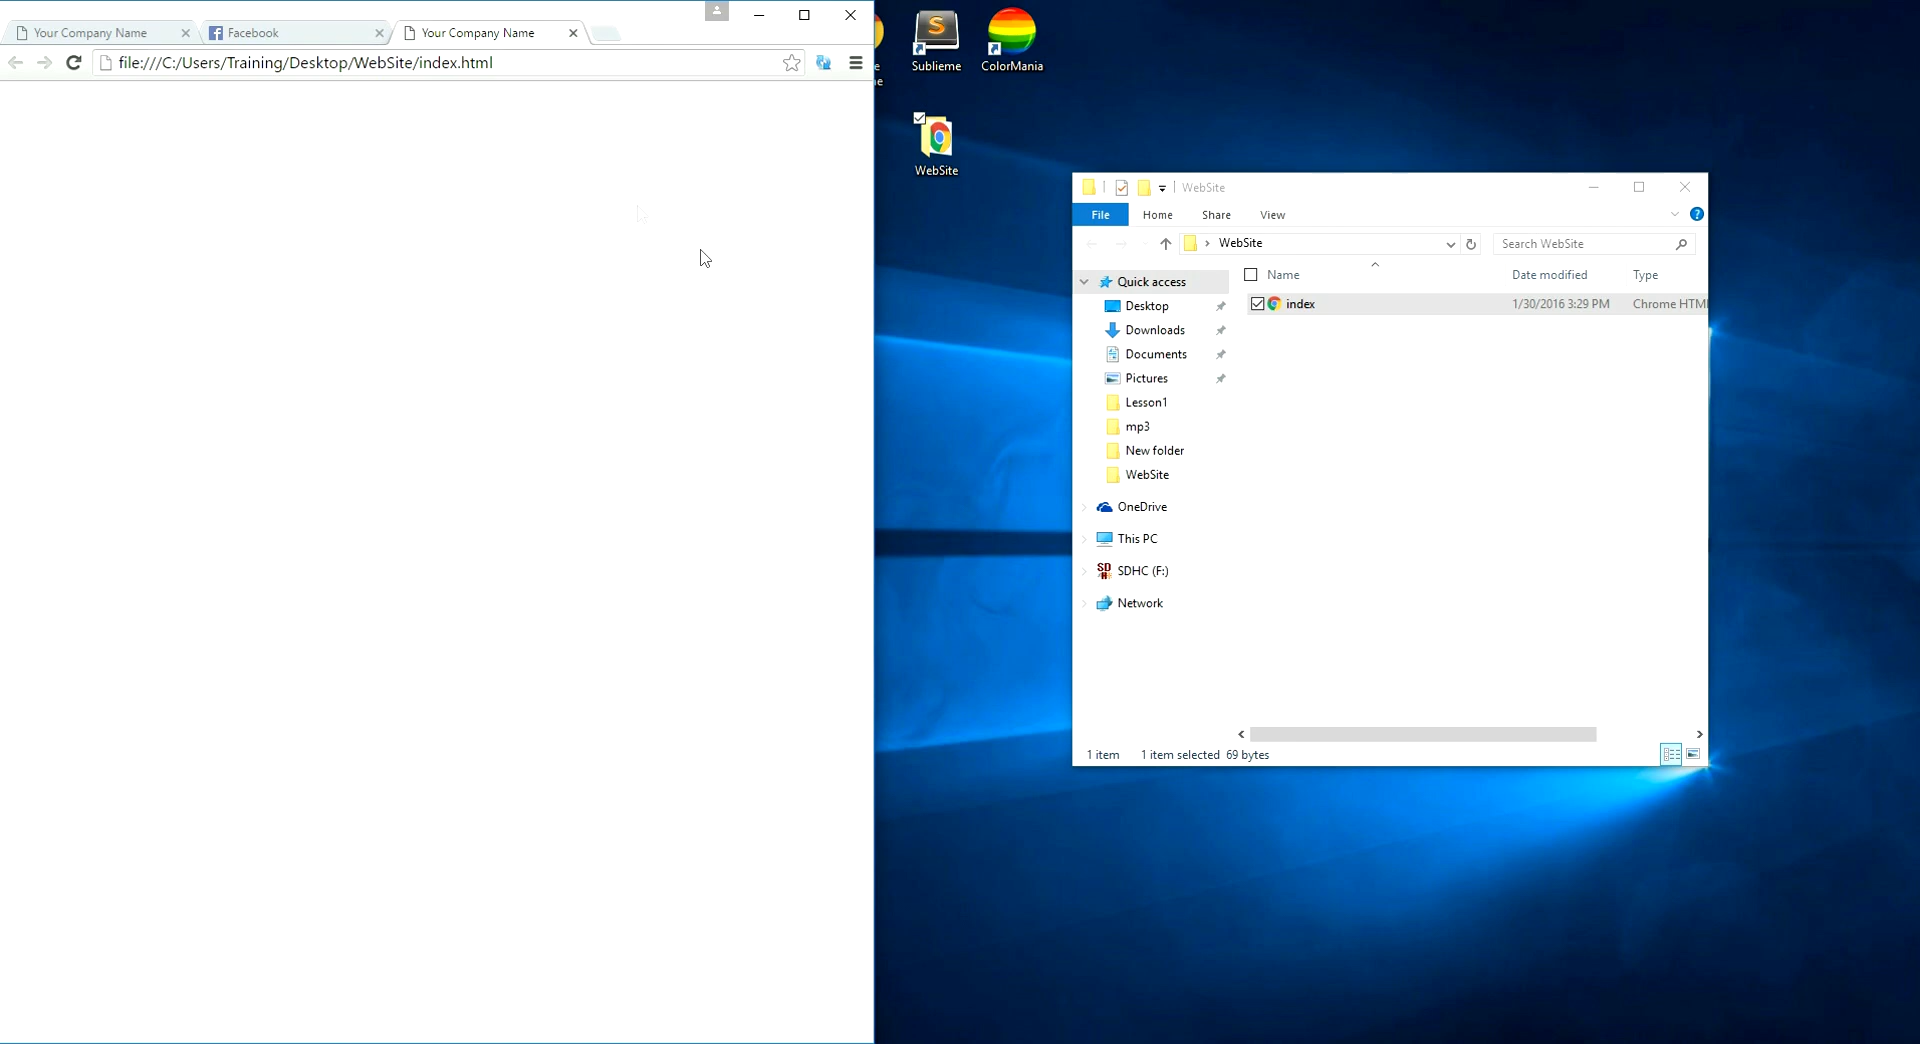 Your Company Name
Facebook
Your Company Name
file:///C:/Users/Training/Desktop/WebSite/index.html
e
ne
Sublieme
ColorMania
WebSite
WebSite
File
Home
Share
View
WebSite
Search WebSite
Quick access
Name
Date modified
Type
Desktop
index
1/30/2016 3:29 PM
Chrome HTM
Downloads
Documents
Pictures
Lesson1
mp3
New folder
WebSite
OneDrive
This PC
SDHC (F:)
Network
1 item
1 item selected 69 bytes